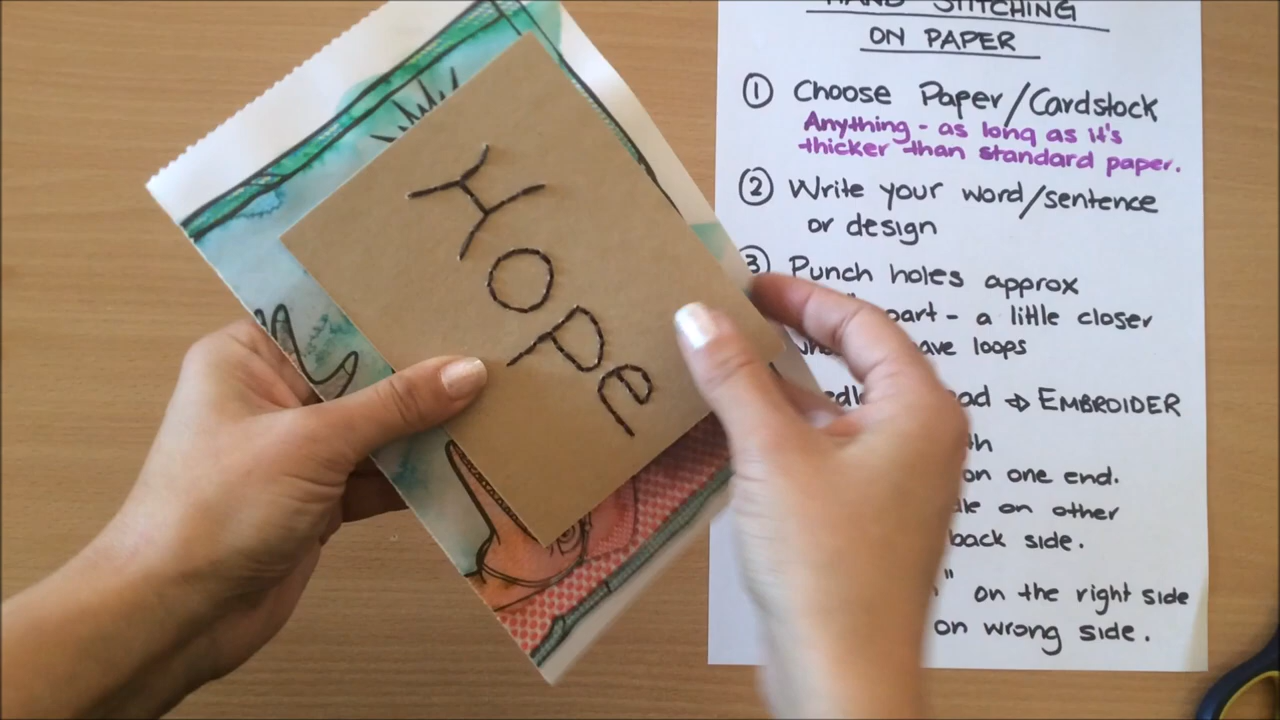 Hope
HAND STITCHING
ON PAPER
① Choose Paper/Cardstock
Anything - as long as it's
thicker than standard paper.
② Write your word/sentence
or design
③ Punch holes approx
- a little closer
loops
→ EMBROIDER
on one end.
on other
back side.
" on the right side
on wrong side.